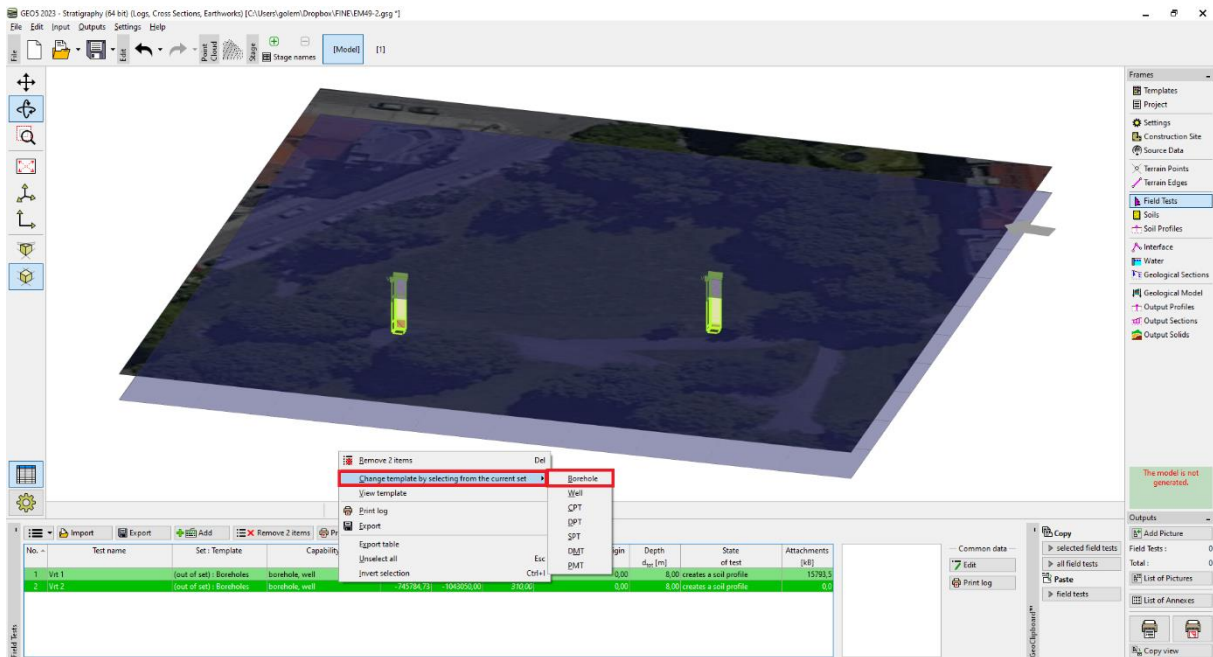 GEO5 2023 - Stratigraphy (64 bit) (Logs, Cross Sections, Earthworks) [C:\Users\golem\Dropbox\FINE\EM49-2.gsg *]
File Edit Input Outputs Settings Help
File
Edit
Point Cloud
Stage
Stage names
[Model]
[1]
Frames
Templates
Project
Settings
Construction Site
Source Data
Terrain Points
Terrain Edges
Field Tests
Soils
Soil Profiles
Interface
Water
Geological Sections
Geological Model
Output Profiles
Output Sections
Output Solids
Remove 2 items Del
Change template by selecting from the current set
View template
Print log
Export
Export table
Unselect all Esc
Invert selection Ctrl+I
Borehole
Well
CPT
DPT
SPT
DMT
PMT
The model is not
generated.
Import Export Add Remove 2 items
No. Test name Set : Template Depth State Attachments
dtot [m] of test [kB]
1 Vrt 1 (out of set) : Boreholes borehole, well 0,00 8,00 creates a soil profile 15793,5
2 Vrt 2 (out of set) : Boreholes borehole, well -745784,73 -1043050,00 310,00 0,00 8,00 creates a soil profile 0,0
Field Tests
Common data
Edit
Print log
GeoClipboard™
Copy
selected field tests
all field tests
Paste
field tests
Outputs
Add Picture
Field Tests : 0
Total : 0
List of Pictures
List of Annexes
Copy view